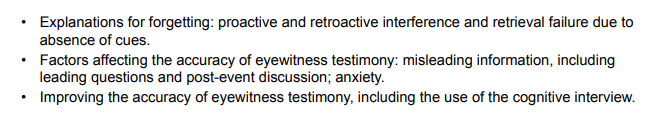 • Explanations for forgetting: proactive and retroactive interference and retrieval failure due to
absence of cues.
• Factors affecting the accuracy of eyewitness testimony: misleading information, including
leading questions and post-event discussion; anxiety.
• Improving the accuracy of eyewitness testimony, including the use of the cognitive interview.